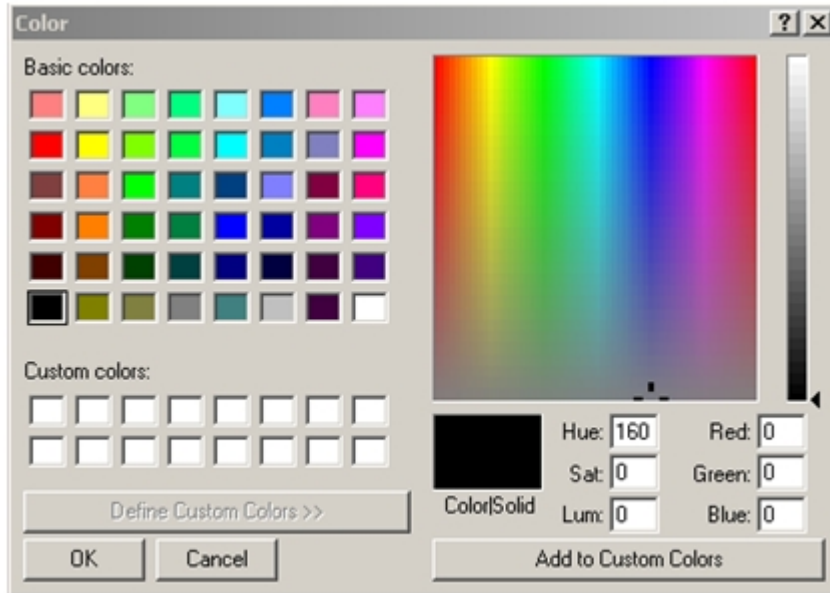 Color
Basic colors:
Custom colors:
Define Custom Colors >>
OK Cancel
Color|Solid
Hue: 160 Red: 0
Sat: 0 Green: 0
Lum: 0 Blue: 0
Add to Custom Colors